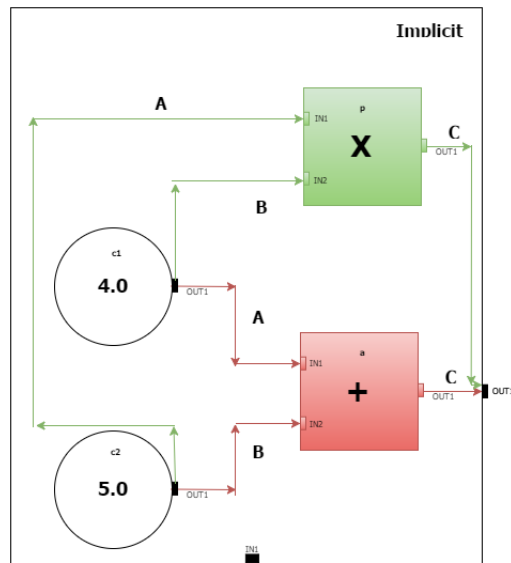 Implicit
A
p
IN1
X
C
OUT1
IN2
B
c1
4.0
OUT1
A
a
IN1
+
C
OUT1
OUT1
IN2
B
c2
5.0
OUT1
IN1